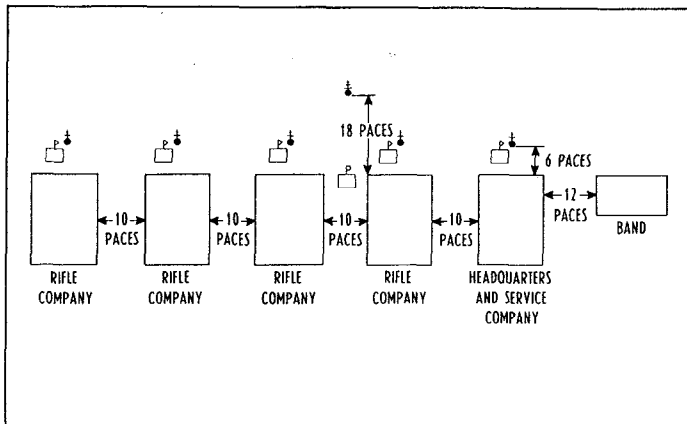 18 PACES
6 PACES
10 PACES
10 PACES
10 PACES
10 PACES
12 PACES
BAND
RIFLE COMPANY
RIFLE COMPANY
RIFLE COMPANY
RIFLE COMPANY
HEADQUARTERS AND SERVICE COMPANY